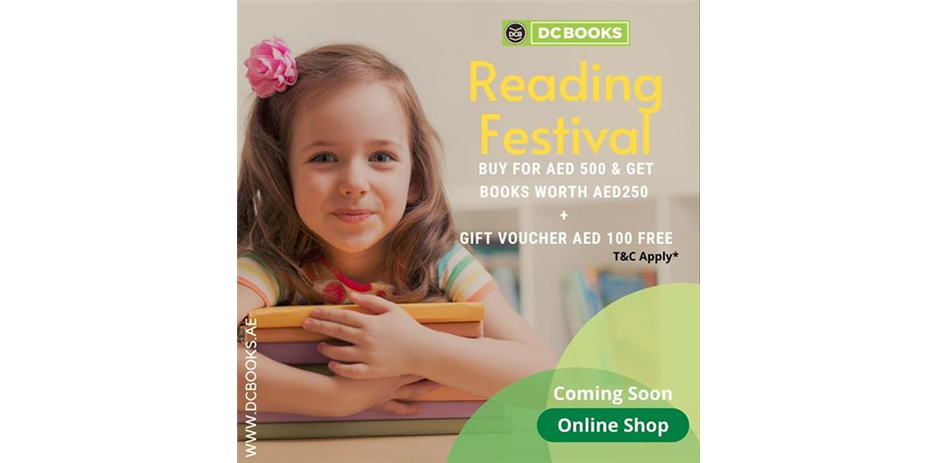 DCB
DC BOOKS
Reading
Festival
BUY FOR AED 500 & GET
BOOKS WORTH AED250
+
GIFT VOUCHER AED 100 FREE
T&C Apply*
WWW.DCBOOKS.AE
Coming Soon
Online Shop